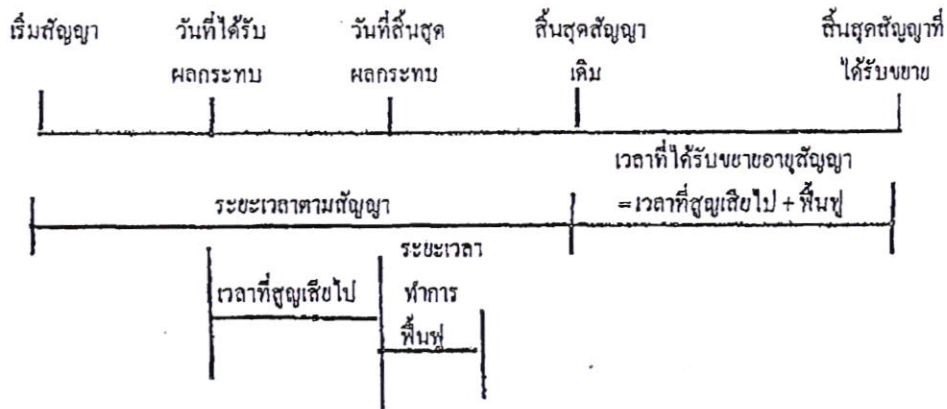 เริ่มสัญญา วันที่ได้รับ วันที่สิ้นสุด สิ้นสุดสัญญา สิ้นสุดสัญญาที่
ผลกระทบ ผลกระทบ เดิม ได้รับขยาย
เวลาที่ได้รับขยายอายุสัญญา
ระยะเวลาตามสัญญา =เวลาที่สูญเสียไป + ฟื้นฟู
ระยะเวลา
เวลาที่สูญเสียไป ทำการ
ฟื้นฟู